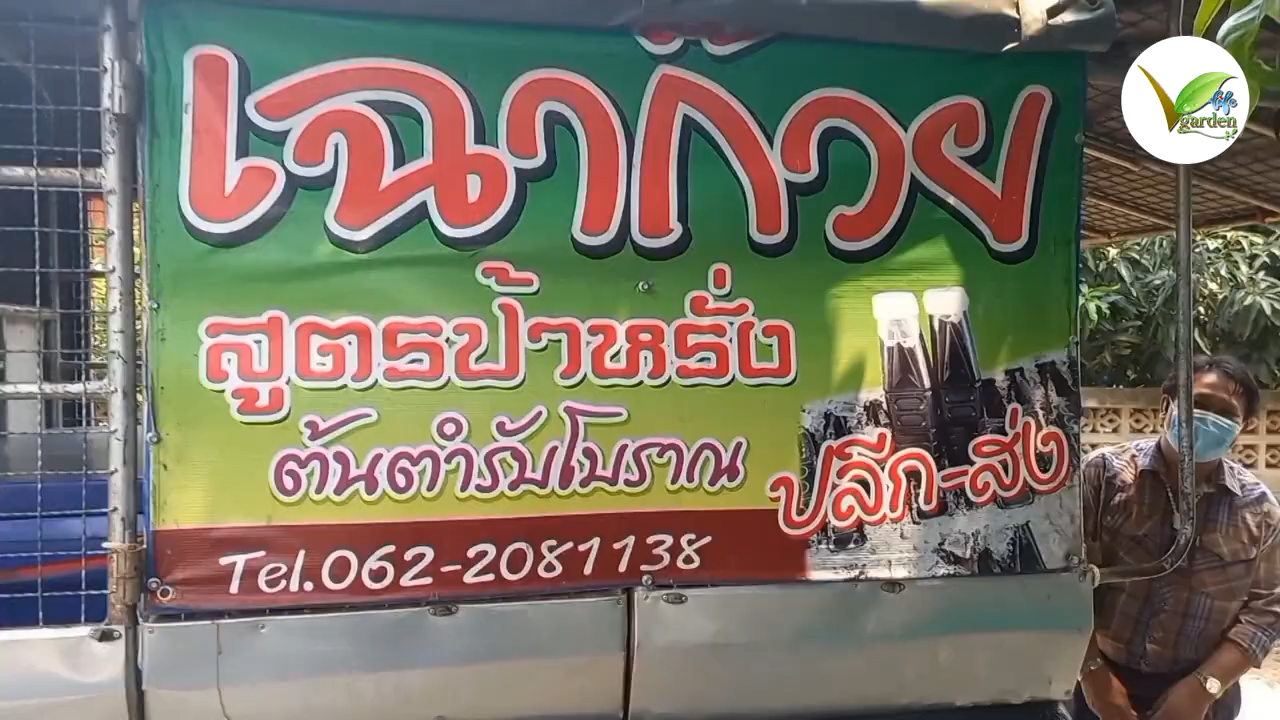 เฉาก๊วย
V life garden
สูตรป้าหรั่ง
ต้นตำรับโบราณ
ปลีก-ส่ง
Tel.062-2081138